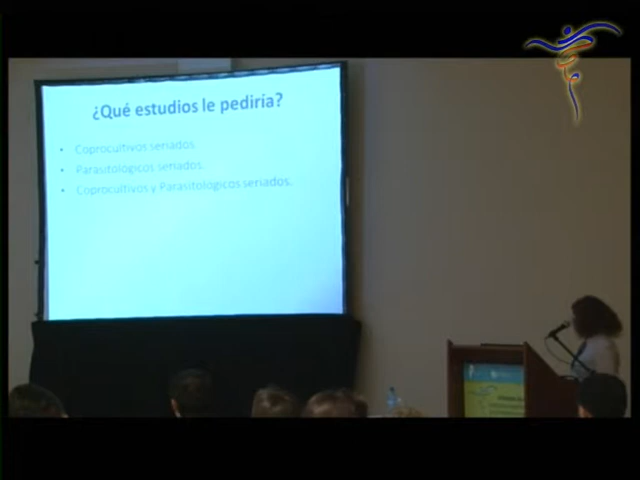 ¿Qué estudios le pediría?
• Coprocultivos seriados.
• Parasitológicos seriados.
• Coprocultivos y Parasitológicos seriados.